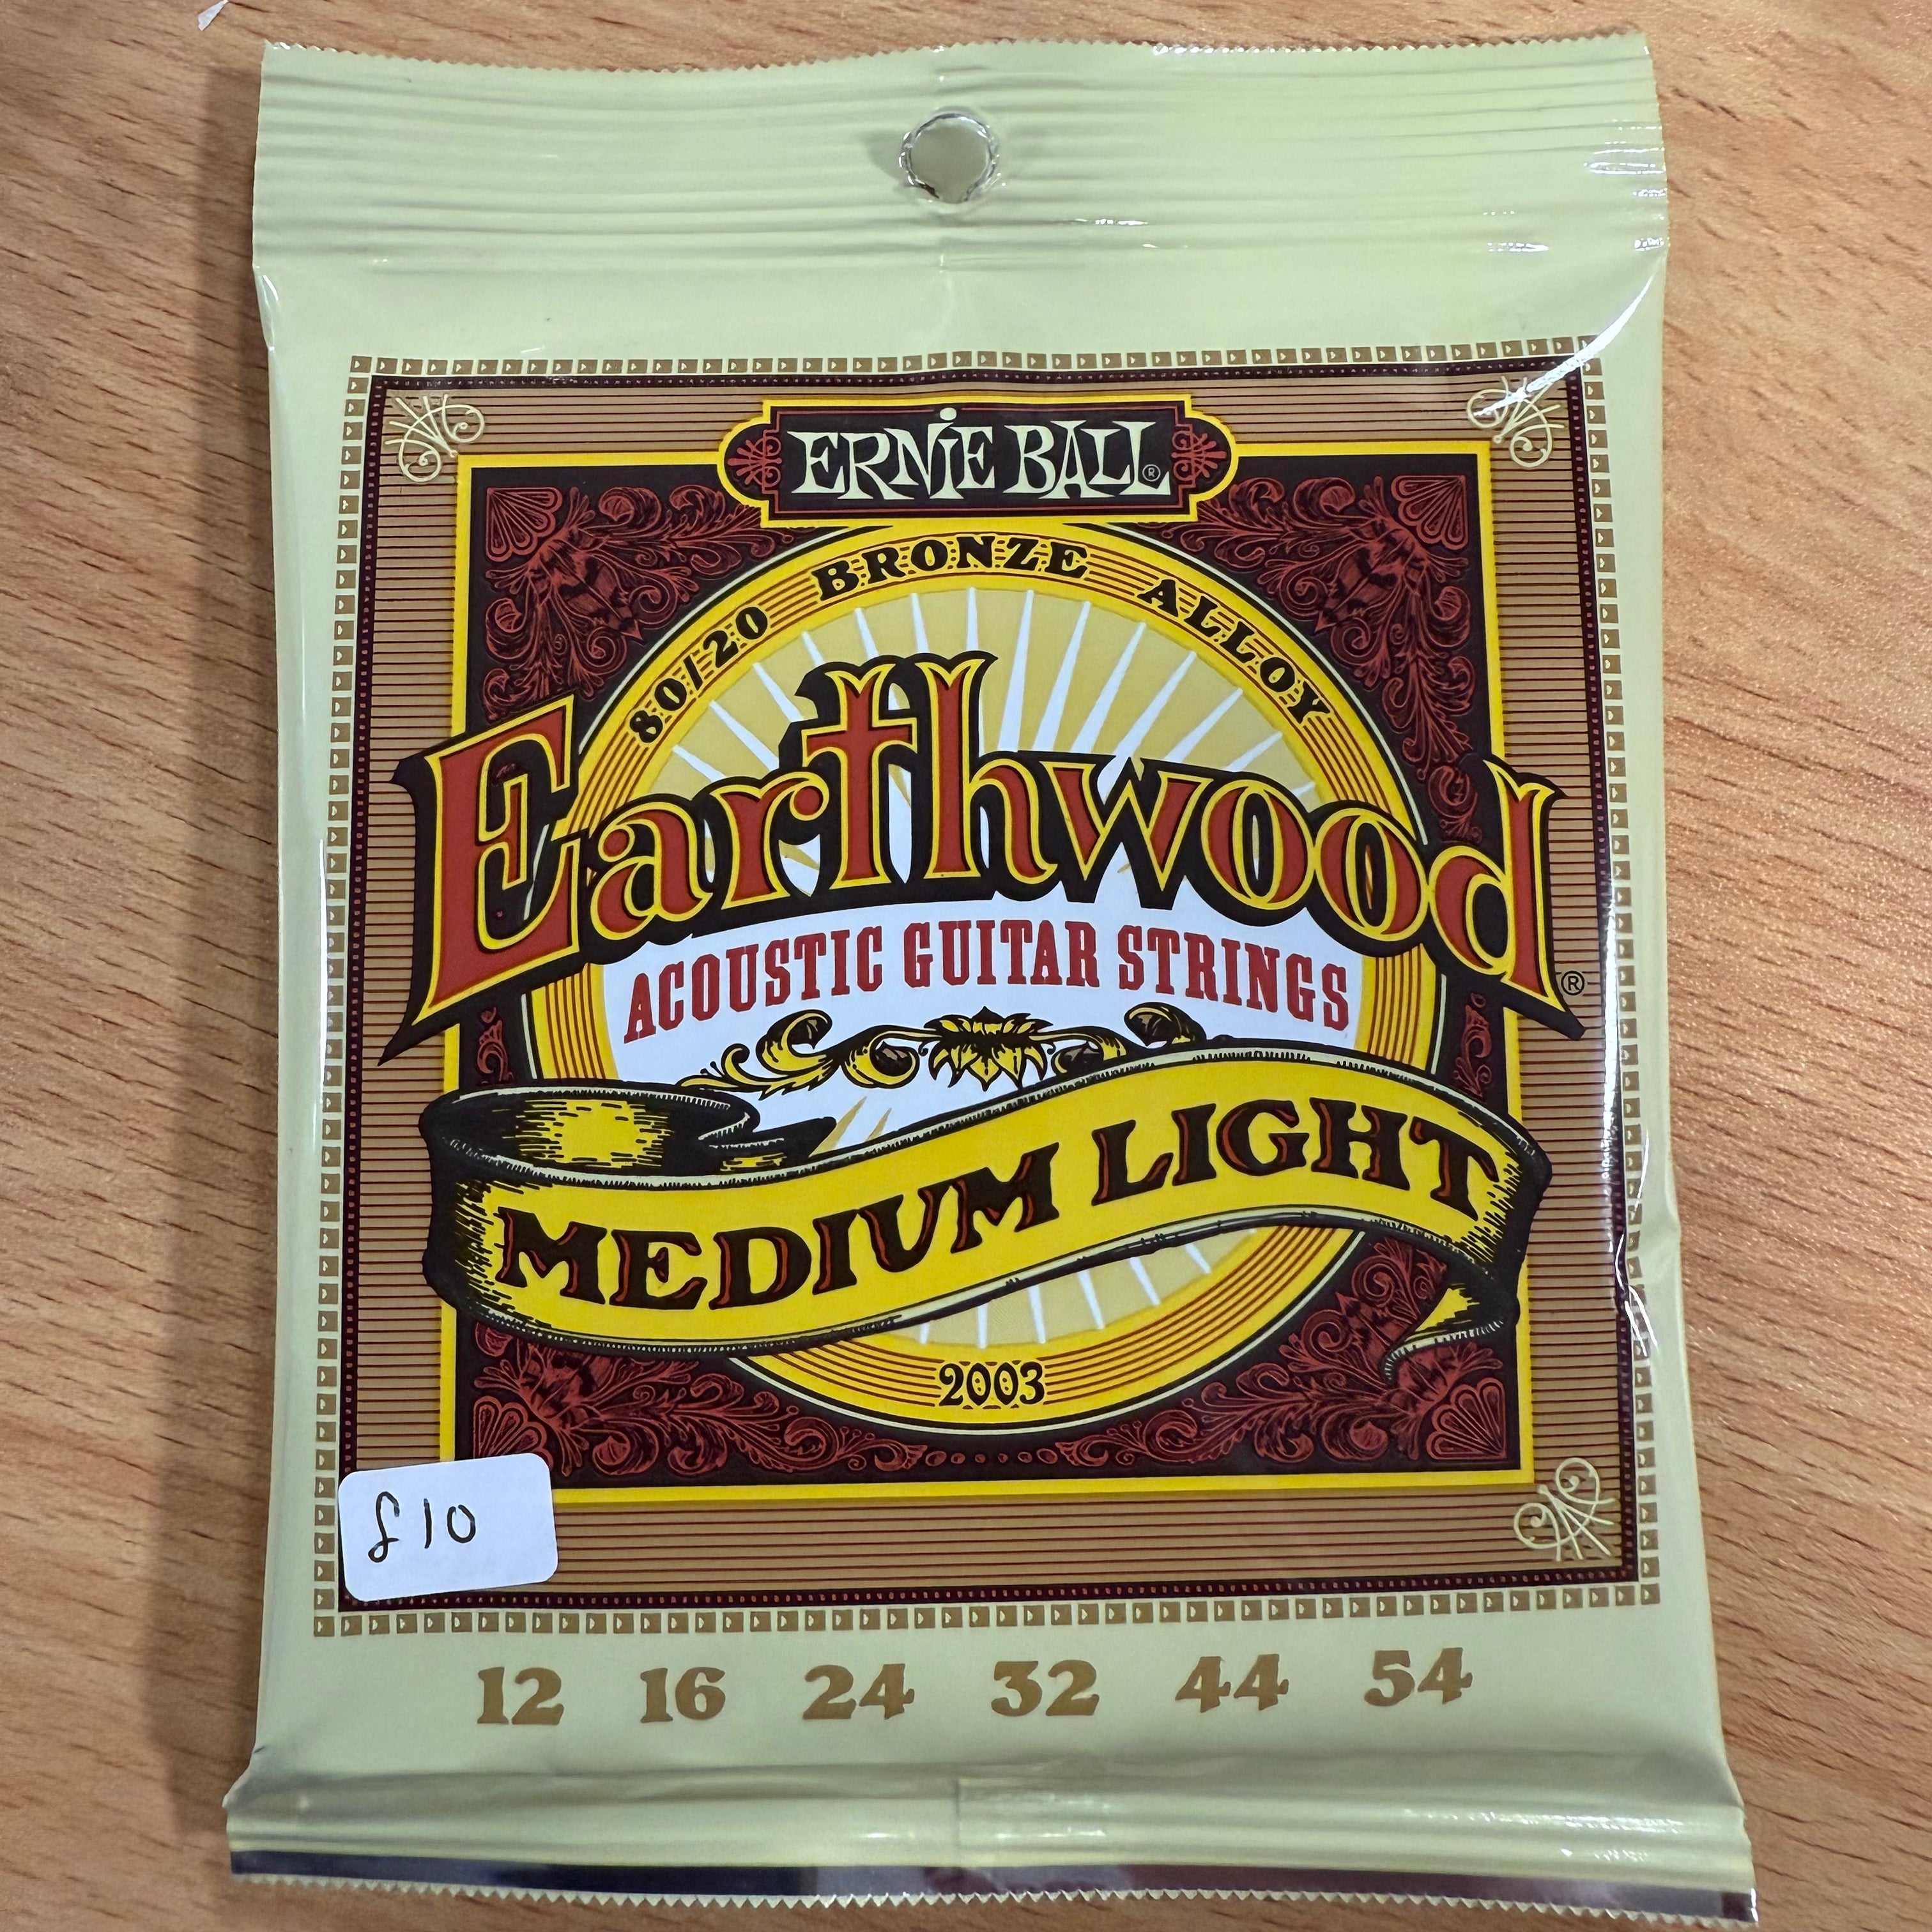 ERNIE BALL®
80/20 BRONZE ALLOY
Earthwood®
ACOUSTIC GUITAR STRINGS
MEDIUM LIGHT
2003
£10
12 16 24 32 44 54